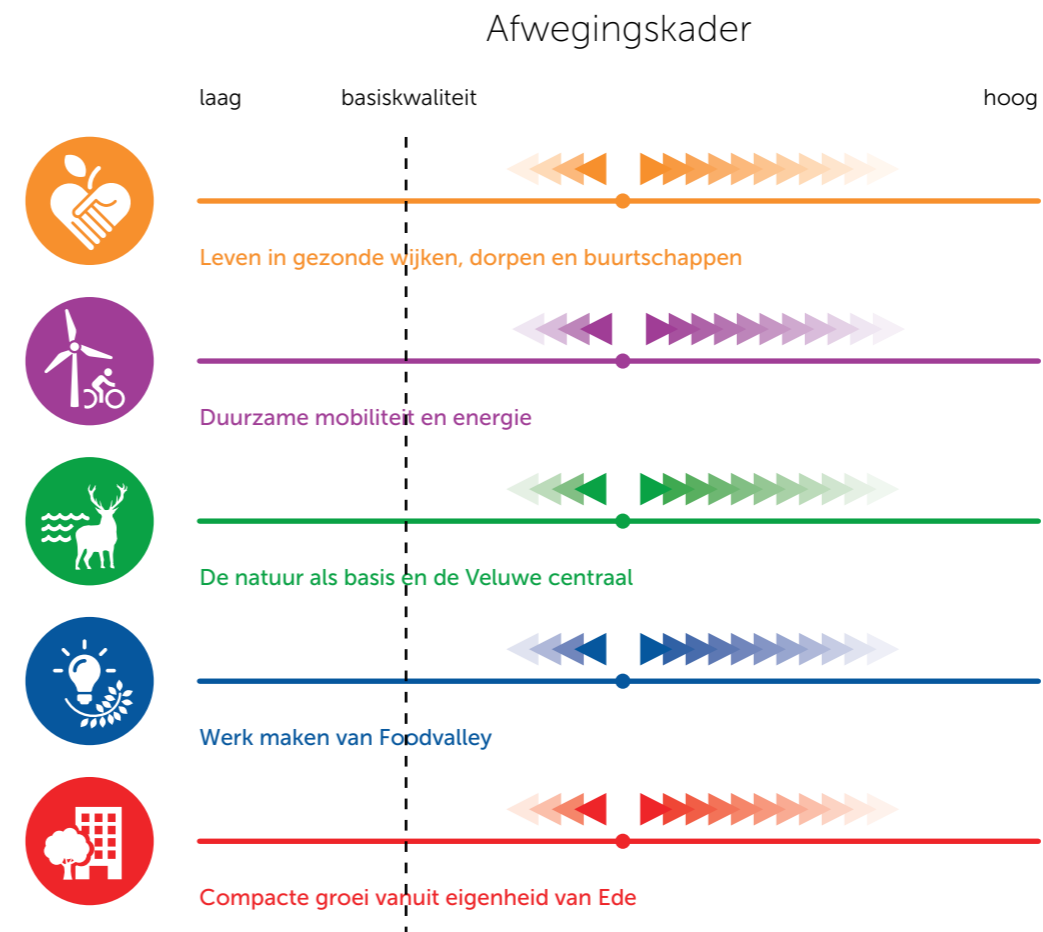 Afwegingskader
laag basiskwaliteit hoog
Leven in gezonde wijken, dorpen en buurtschappen
Duurzame mobiliteit en energie
De natuur als basis en de Veluwe centraal
Werk maken van Foodvalley
Compacte groei vanuit eigenheid van Ede